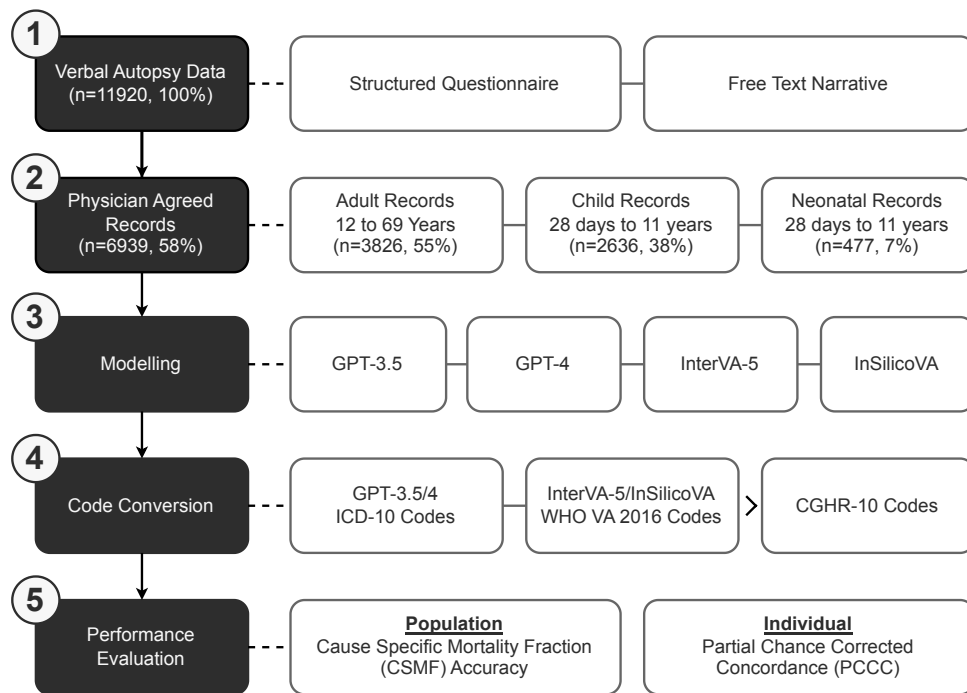 1
Verbal Autopsy Data
(n=11920, 100%)
Structured Questionnaire
Free Text Narrative
2
Physician Agreed
Records
(n=6939, 58%)
Adult Records
12 to 69 Years
(n=3826, 55%)
Child Records
28 days to 11 years
(n=2636, 38%)
Neonatal Records
28 days to 11 years
(n=477, 7%)
3
Modelling
GPT-3.5
GPT-4
InterVA-5
InSilicoVA
4
Code Conversion
GPT-3.5/4
ICD-10 Codes
InterVA-5/InSilicoVA
WHO VA 2016 Codes
CGHR-10 Codes
5
Performance
Evaluation
Population
Cause Specific Mortality Fraction
(CSMF) Accuracy
Individual
Partial Chance Corrected
Concordance (PCCC)